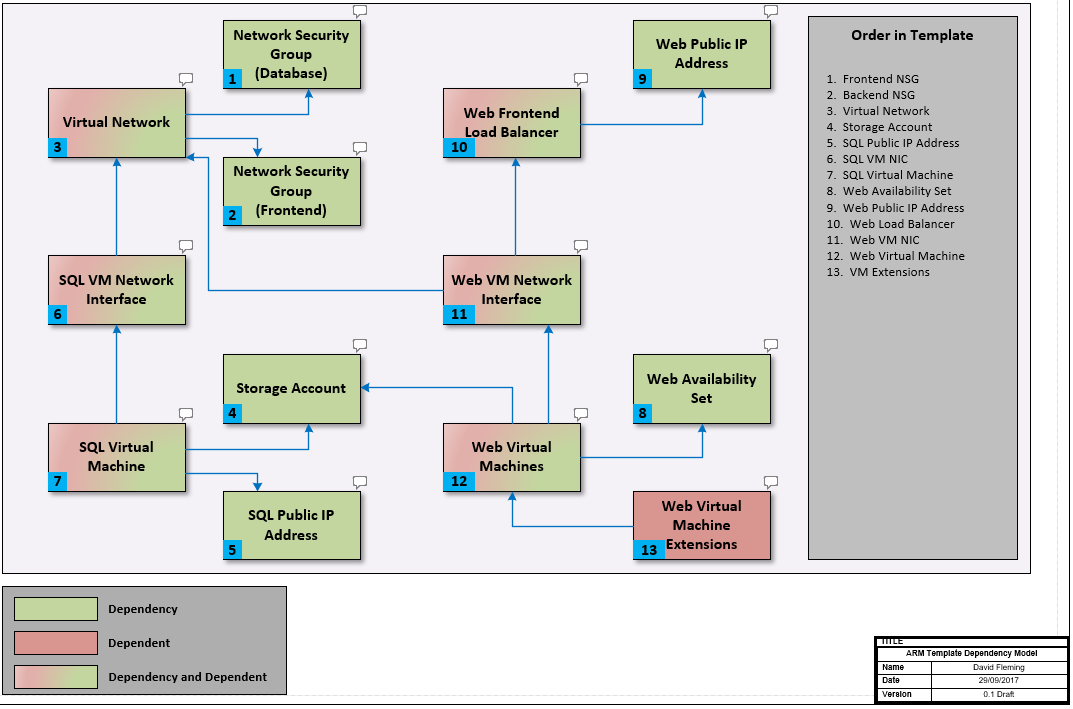 Network Security
Group
(Database)
1
Web Public IP
Address
9
Order in Template
1. Frontend NSG
2. Backend NSG
3. Virtual Network
4. Storage Account
5. SQL Public IP Address
6. SQL VM NIC
7. SQL Virtual Machine
8. Web Availability Set
9. Web Public IP Address
10. Web Load Balancer
11. Web VM NIC
12. Web Virtual Machine
13. VM Extensions
Virtual Network
3
Web Frontend
Load Balancer
10
Network Security
Group
(Frontend)
2
SQL VM Network
Interface
6
Web VM Network
Interface
11
Storage Account
4
Web Availability
Set
8
SQL Virtual
Machine
7
Web Virtual
Machines
12
SQL Public IP
Address
5
Web Virtual
Machine
Extensions
13
Dependency
Dependent
Dependency and Dependent
TITLE
ARM Template Dependency Model
Name David Fleming
Date 29/09/2017
Version 0.1 Draft